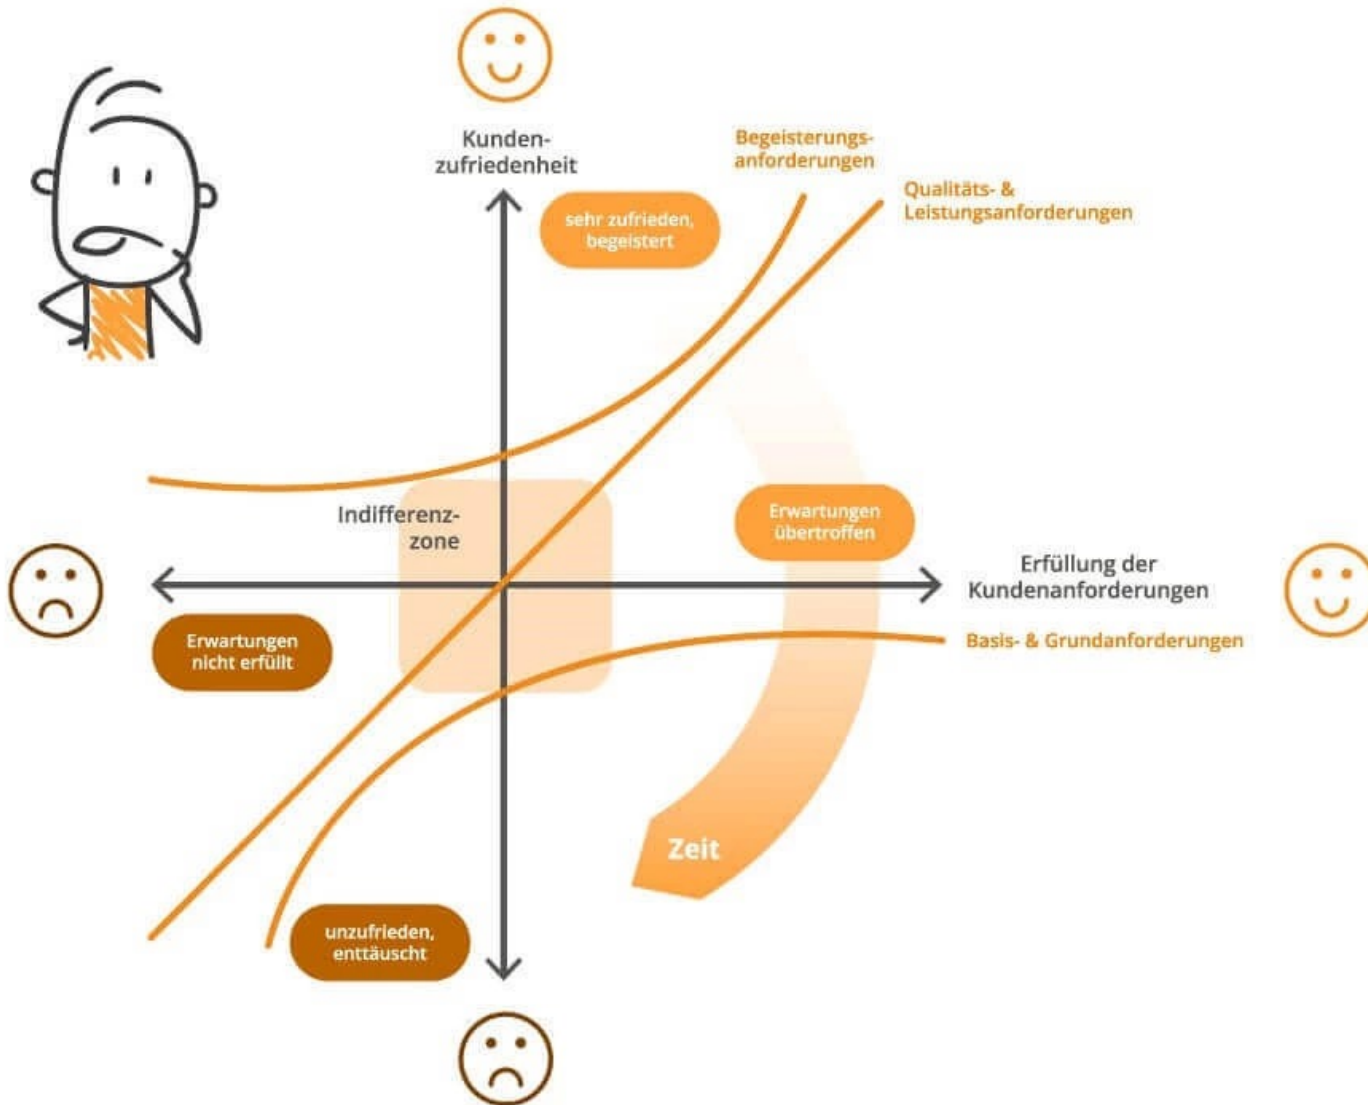 Kunden-
zufriedenheit
Begeisterungs-
anforderungen
Qualitäts- &
Leistungsanforderungen
sehr zufrieden,
begeistert
Indifferenz-
zone
Erwartungen
übertroffen
Erfüllung der
Kundenanforderungen
Erwartungen
nicht erfüllt
Basis- & Grundanforderungen
Zeit
unzufrieden,
enttäuscht